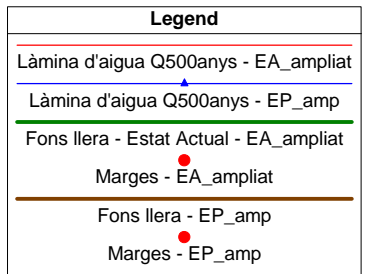 Legend
Làmina d'aigua Q500anys - EA_ampliat
Làmina d'aigua Q500anys - EP_amp
Fons llera - Estat Actual - EA_ampliat
Marges - EA_ampliat
Fons llera - EP_amp
Marges - EP_amp